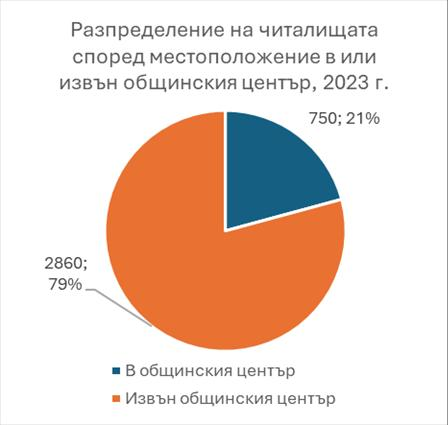 Разпределение на читалищата
според местоположение в или
извън общинския център, 2023 г.
750; 21%
2860;
79%
В общинския център
Извън общинския център